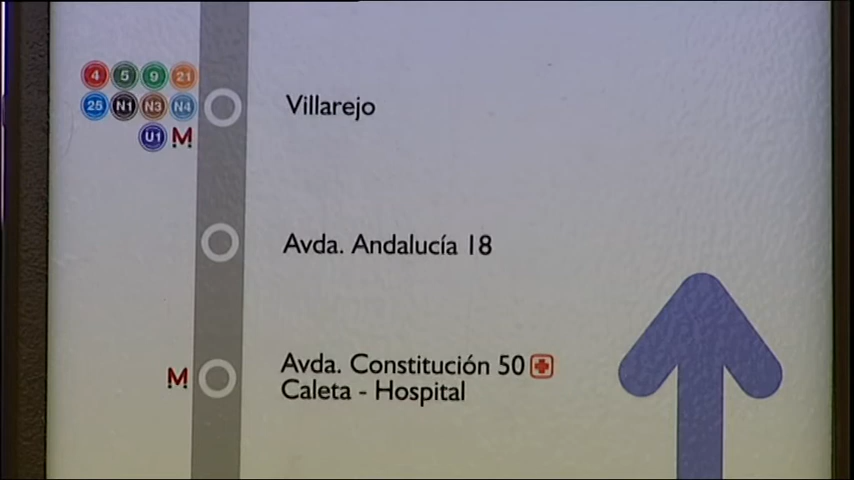 4 5 9 21
25 N1 N3 N4
U1 M
Villarejo
Avda. Andalucía 18
M
Avda. Constitución 50
Caleta - Hospital